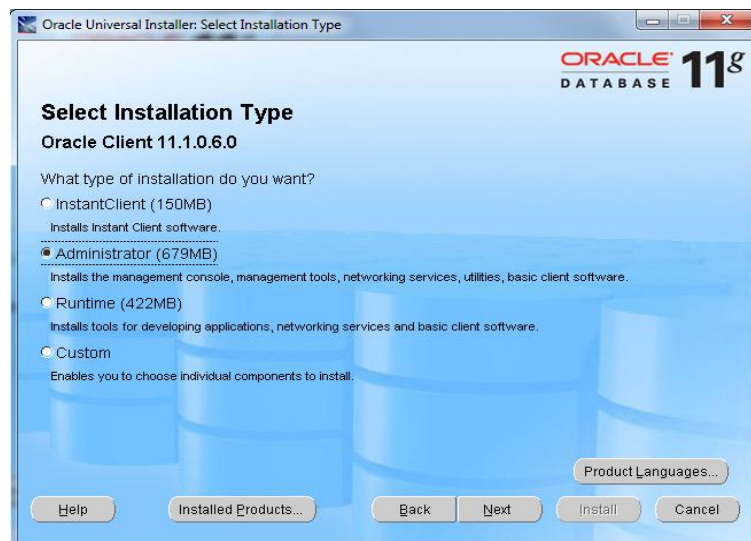 Oracle Universal Installer: Select Installation Type
ORACLE 11g
DATABASE
Select Installation Type
Oracle Client 11.1.0.6.0
What type of installation do you want?
InstantClient (150MB)
Installs Instant Client software.
Administrator (679MB)
Installs the management console, management tools, networking services, utilities, basic client software.
Runtime (422MB)
Installs tools for developing applications, networking services and basic client software.
Custom
Enables you to choose individual components to install.
Product Languages...
Help Installed Products... Back Next Install Cancel